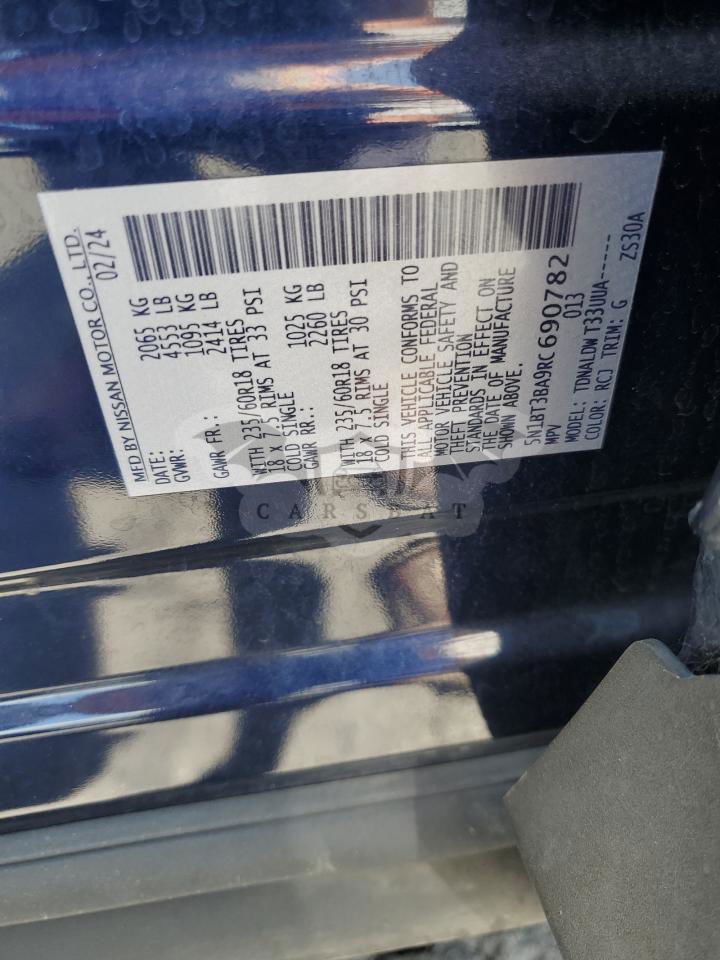 MFD BY NISSAN MOTOR CO., LTD.
DATE: 02/24
GVWR: 2065 KG
4553 LB
GAWR FR.: 1095 KG
2414 LB
WITH 235/60R18 TIRES
18 X 7.5 RIMS AT 33 PSI
COLD SINGLE
GAWR RR.: 1025 KG
2260 LB
WITH 235/60R18 TIRES
18 X 7.5 RIMS AT 30 PSI
COLD SINGLE
THIS VEHICLE CONFORMS TO
ALL APPLICABLE FEDERAL
MOTOR VEHICLE SAFETY AND
THEFT PREVENTION
STANDARDS IN EFFECT ON
THE DATE OF MANUFACTURE
SHOWN ABOVE.
5N1BT3BA9RC690782
MPV 013
MODEL: TDNALDW T33UUA------
COLOR: RCJ TRIM: G ZS30A
CARSBAT